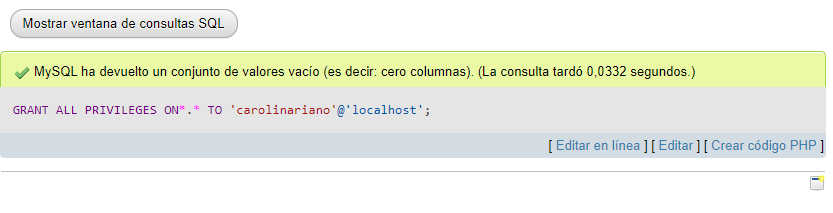 Mostrar ventana de consultas SQL
MySQL ha devuelto un conjunto de valores vacío (es decir: cero columnas). (La consulta tardó 0,0332 segundos.)
GRANT ALL PRIVILEGES ON*.* TO 'carolinariano'@'localhost';
[ Editar en línea ] [ Editar ] [ Crear código PHP ]